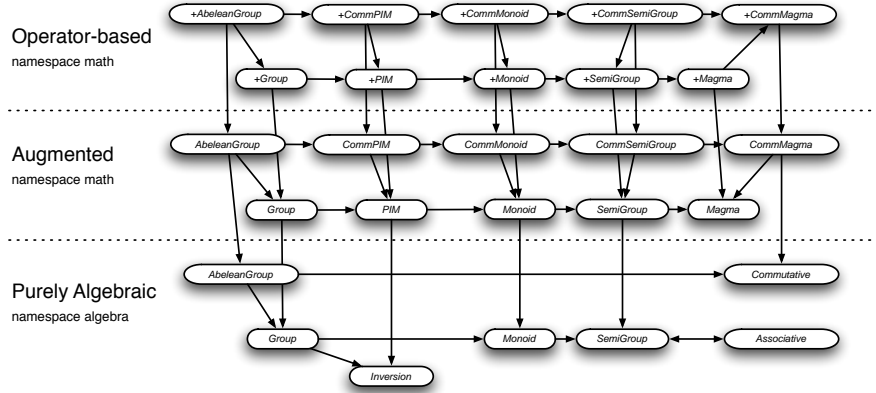 +AbeleanGroup +CommPIM +CommMonoid +CommSemiGroup +CommMagma
Operator-based
namespace math
+Group +PIM +Monoid +SemiGroup +Magma
AbeleanGroup CommPIM CommMonoid CommSemiGroup CommMagma
Augmented
namespace math
Group PIM Monoid SemiGroup Magma
AbeleanGroup Commutative
Purely Algebraic
namespace algebra
Group Monoid SemiGroup Associative
Inversion